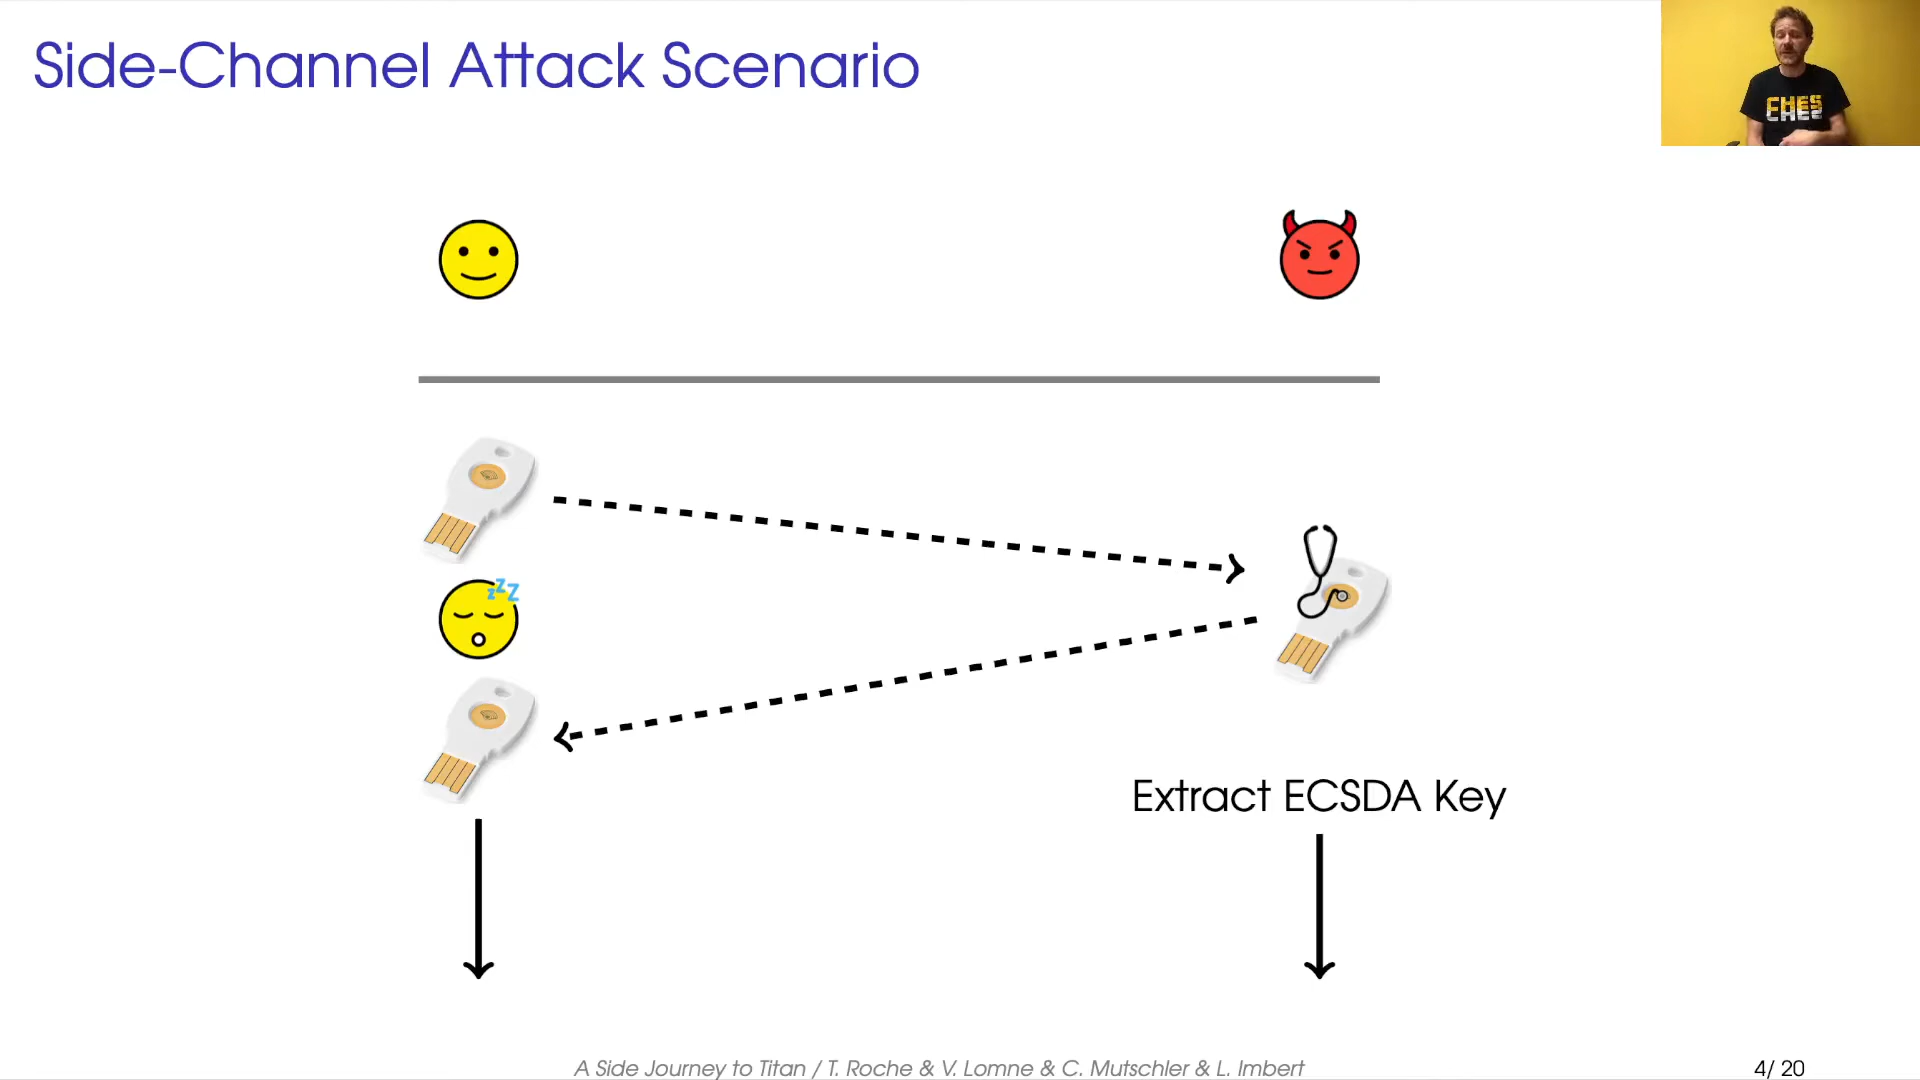 Side-Channel Attack Scenario
CHES
z z Z
Extract ECSDA Key
A Side Journey to Titan / T. Roche & V. Lomne & C. Mutschler & L. Imbert
4/ 20